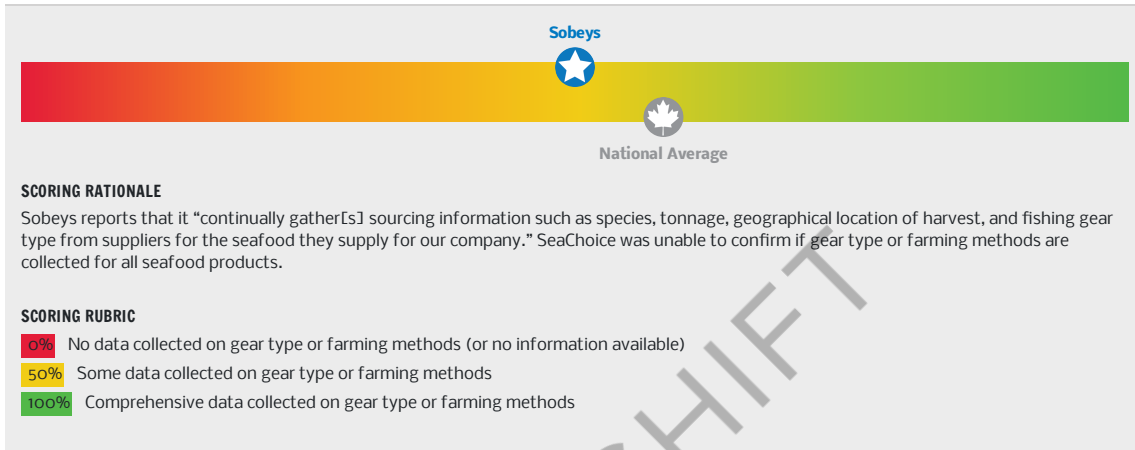 Sobeys
National Average
SCORING RATIONALE
Sobeys reports that it “continually gather[s] sourcing information such as species, tonnage, geographical location of harvest, and fishing gear
type from suppliers for the seafood they supply for our company.” SeaChoice was unable to confirm if gear type or farming methods are
collected for all seafood products.
SCORING RUBRIC
0% No data collected on gear type or farming methods (or no information available)
50% Some data collected on gear type or farming methods
100% Comprehensive data collected on gear type or farming methods
SHIFT